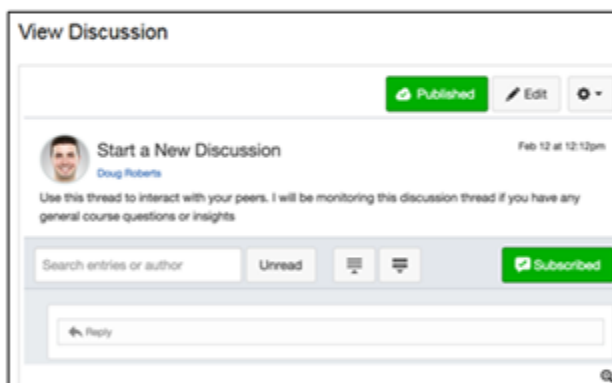 View Discussion
Published Edit
Start a New Discussion Feb 12 at 12:12pm
Doug Roberts
Use this thread to interact with your peers. I will be monitoring this discussion thread if you have any
general course questions or insights
Search entries or author Unread Subscribed
Reply